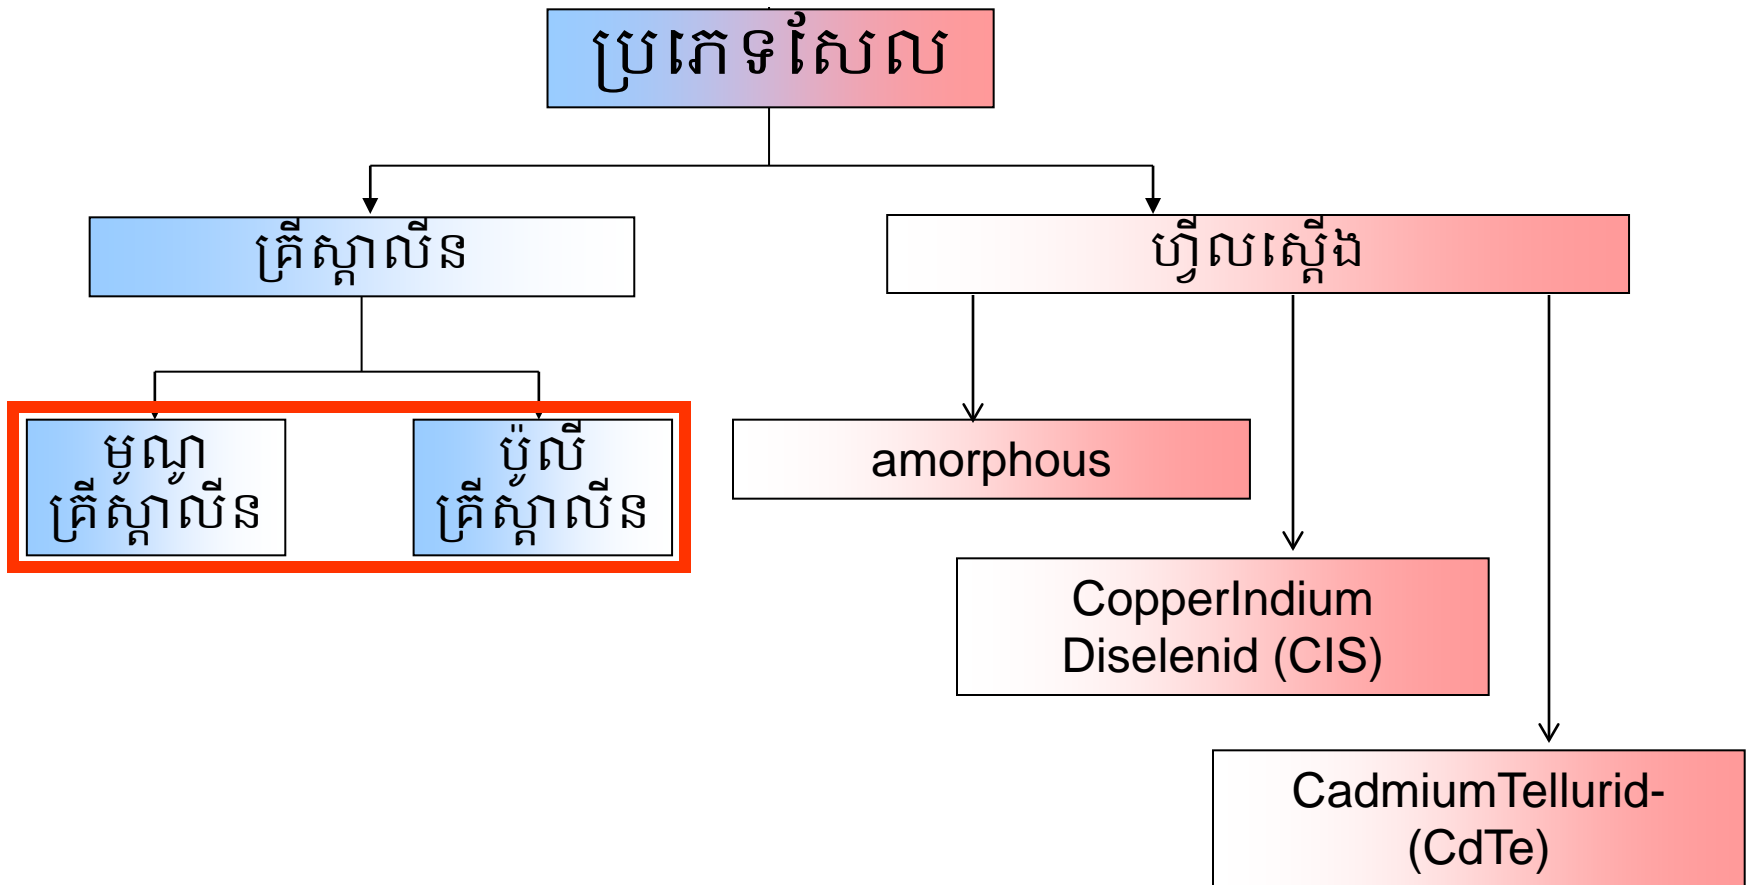 ប្រភេទសែល
គ្រីស្តាលីន
ហ្វីលស្តើង
ម៉ូណូ
គ្រីស្តាលីន
ប៉ូលី
គ្រីស្តាលីន
amorphous
CopperIndium
Diselenid (CIS)
CadmiumTellurid-
(CdTe)